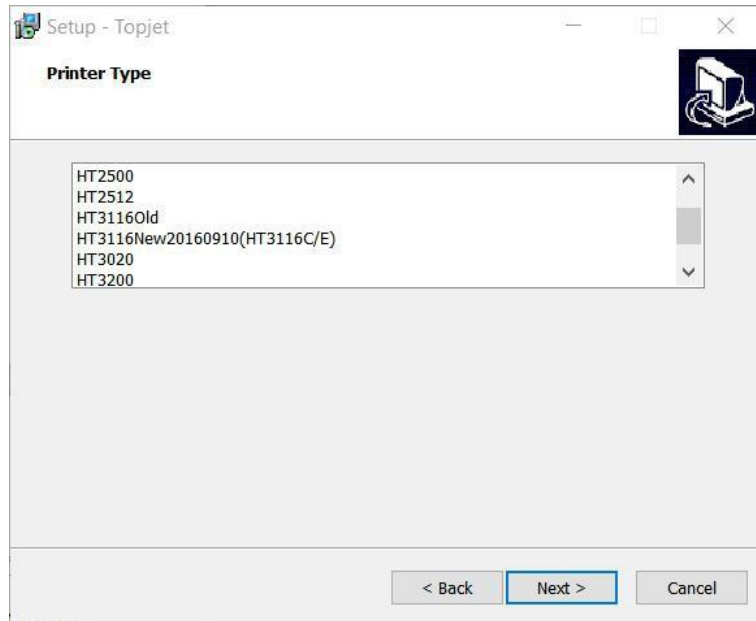 Setup - Topjet
Printer Type
HT2500
HT2512
HT3116Old
HT3116New20160910(HT3116C/E)
HT3020
HT3200
< Back Next > Cancel